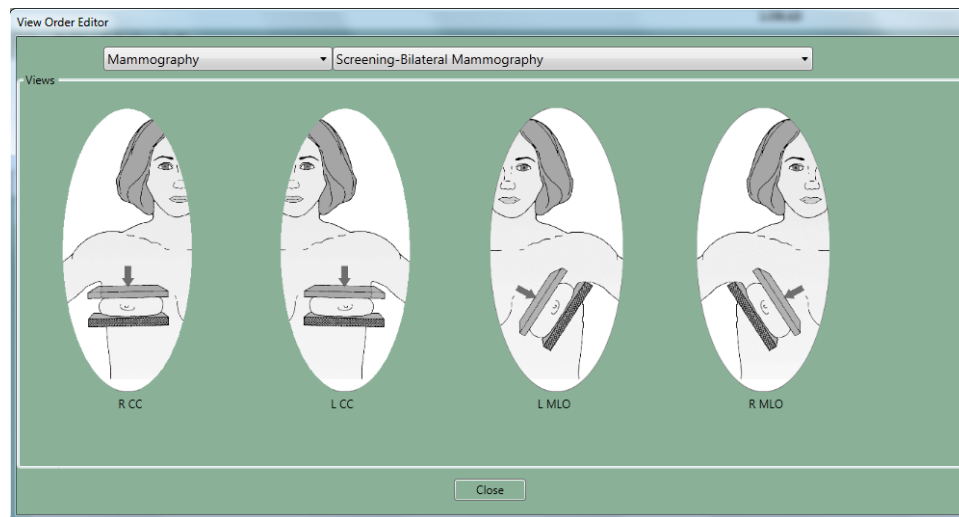 View Order Editor
Mammography Screening-Bilateral Mammography
Views
R CC L CC L MLO R MLO
Close